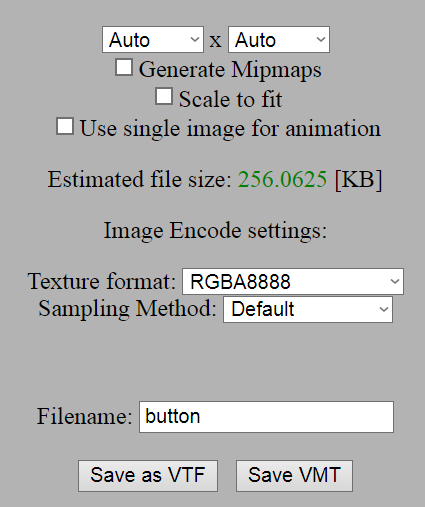 Auto x Auto
Generate Mipmaps
Scale to fit
Use single image for animation
Estimated file size: 256.0625 [KB]
Image Encode settings:
Texture format: RGBA8888
Sampling Method: Default
Filename: button
Save as VTF Save VMT